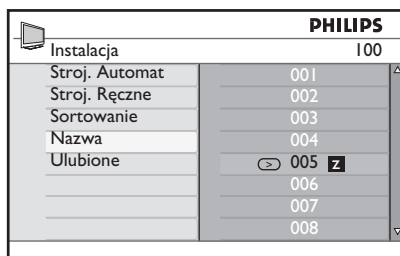 PHILIPS
Instalacja 100
Stroj. Automat 001
Stroj. Ręczne 002
Sortowanie 003
Nazwa 004
Ulubione > 005 z
006
007
008